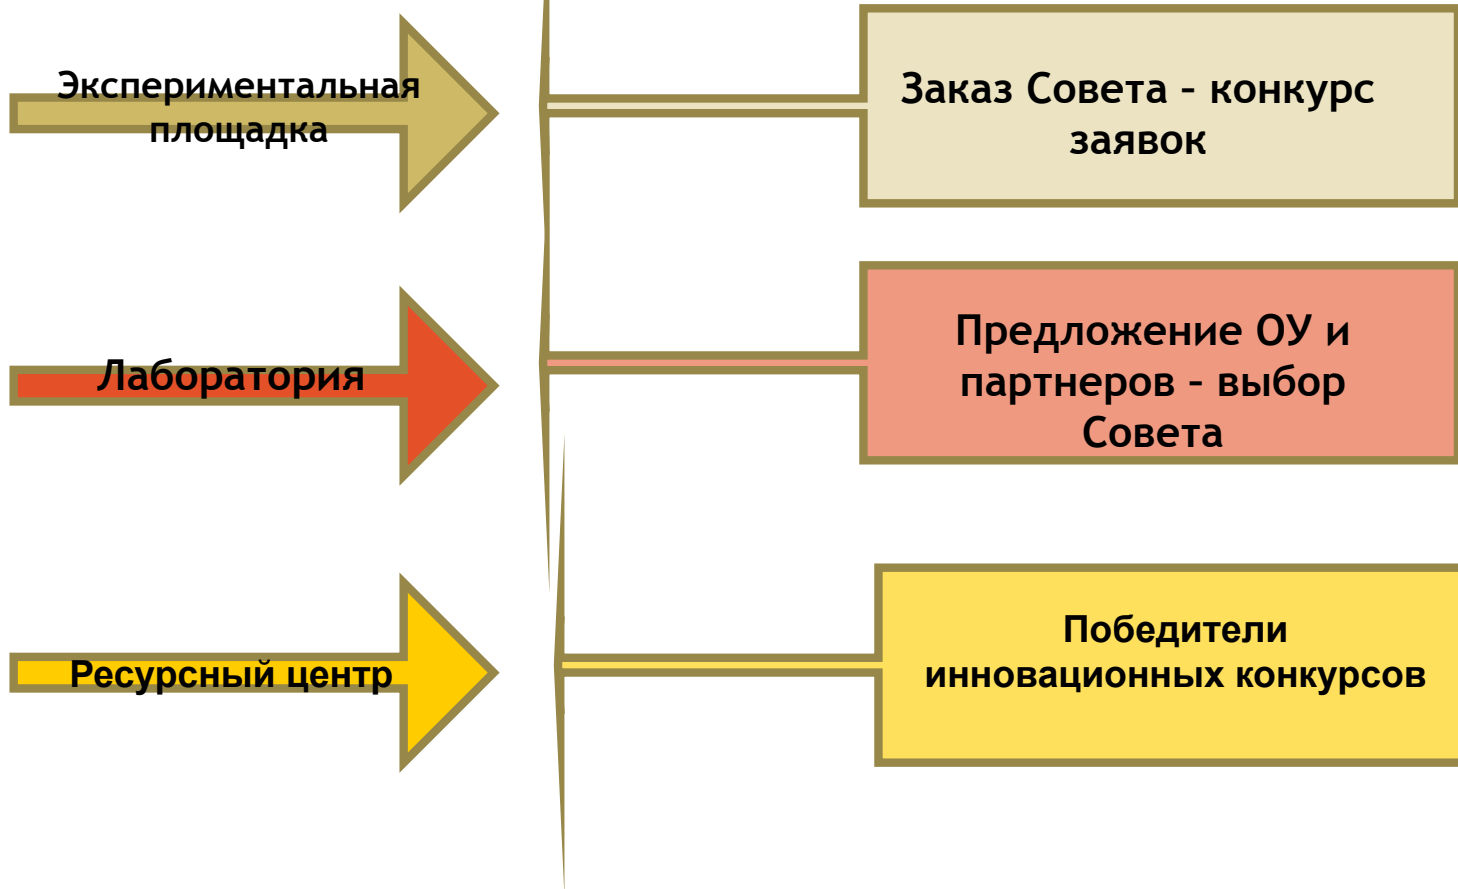 Экспериментальная
площадка
Заказ Совета – конкурс
заявок
Лаборатория
Предложение ОУ и
партнеров – выбор
Совета
Ресурсный центр
Победители
инновационных конкурсов